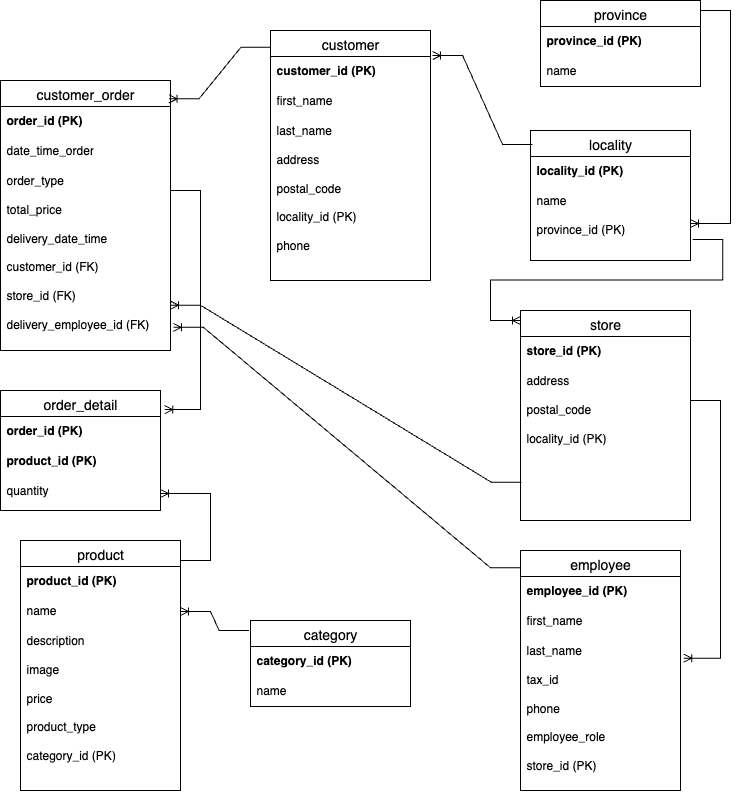 province
province_id (PK)
name
customer
customer_id (PK)
first_name
last_name
address
postal_code
locality_id (PK)
phone
customer_order
order_id (PK)
date_time_order
order_type
total_price
delivery_date_time
customer_id (FK)
store_id (FK)
delivery_employee_id (FK)
locality
locality_id (PK)
name
province_id (PK)
store
store_id (PK)
address
postal_code
locality_id (PK)
order_detail
order_id (PK)
product_id (PK)
quantity
product
product_id (PK)
name
description
image
price
product_type
category_id (PK)
category
category_id (PK)
name
employee
employee_id (PK)
first_name
last_name
tax_id
phone
employee_role
store_id (PK)